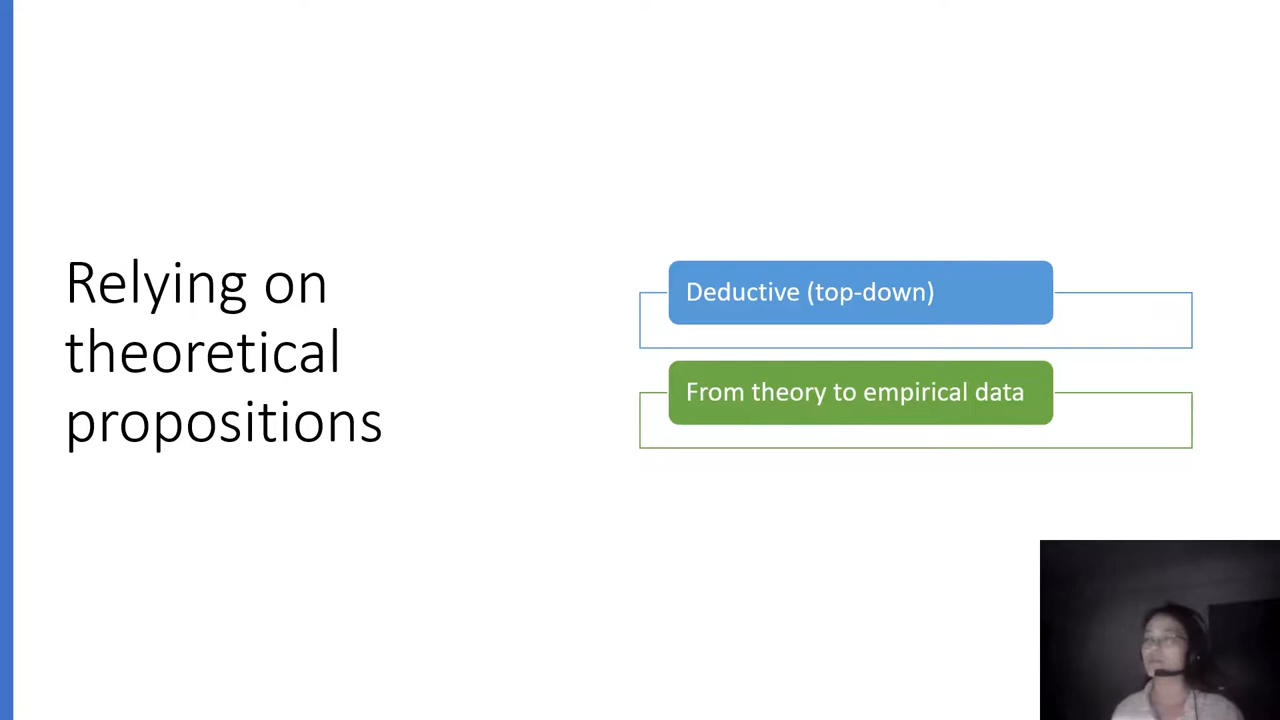 Relying on
theoretical
propositions
Deductive (top-down)
From theory to empirical data